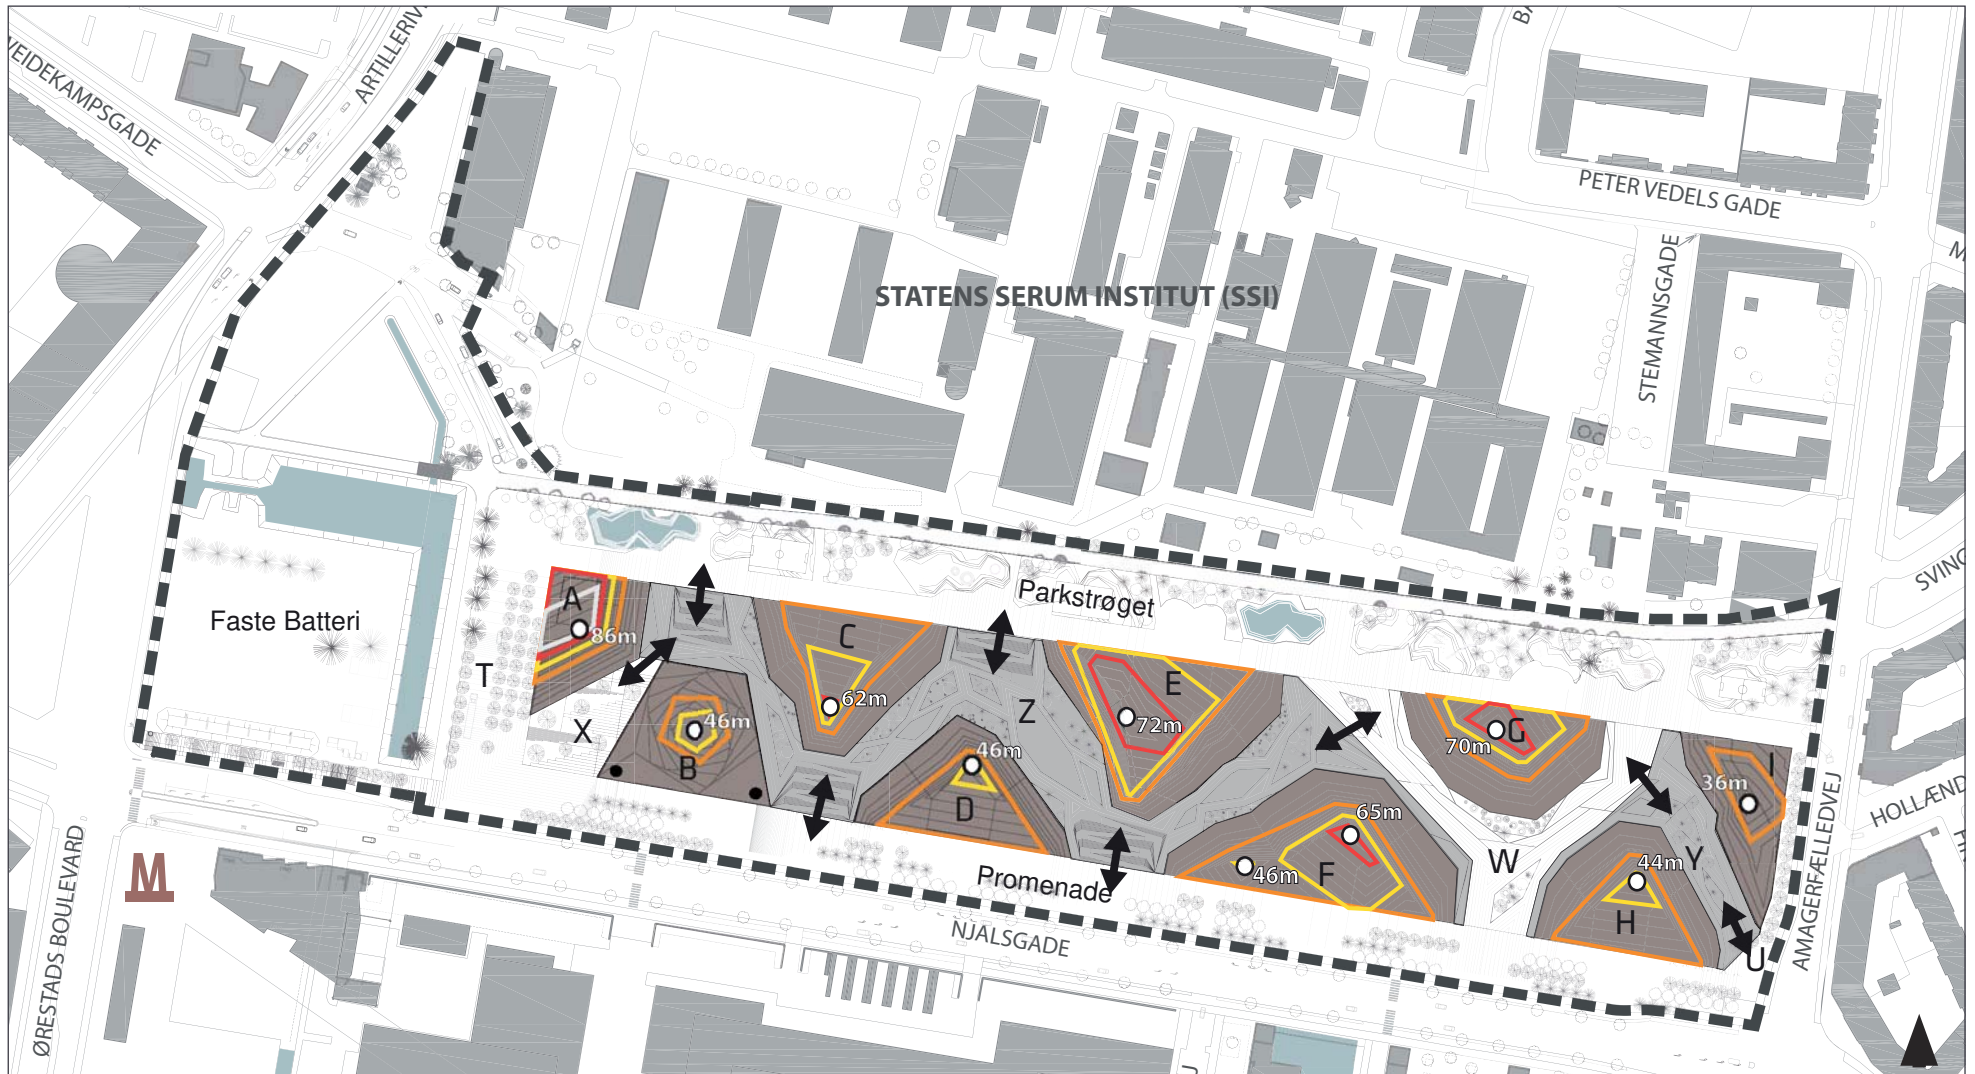 ARTILLERIV
VEIDEKAMPSGADE
BA
PETER VEDELS GADE
STEMANNSGADE
STATENS SERUM INSTITUT (SSI)
M
SVING
Faste Batteri
Parkstrøget
A
86m
T
X
B
46m
C
62m
Z
D
46m
E
72m
F
65m
46m
G
70m
W
H
44m
Y
I
36m
U
Promenade
NJALSGADE
AMAGERFÆLLEDVEJ
HOLLÆND
ØRESTADS BOULEVARD
M